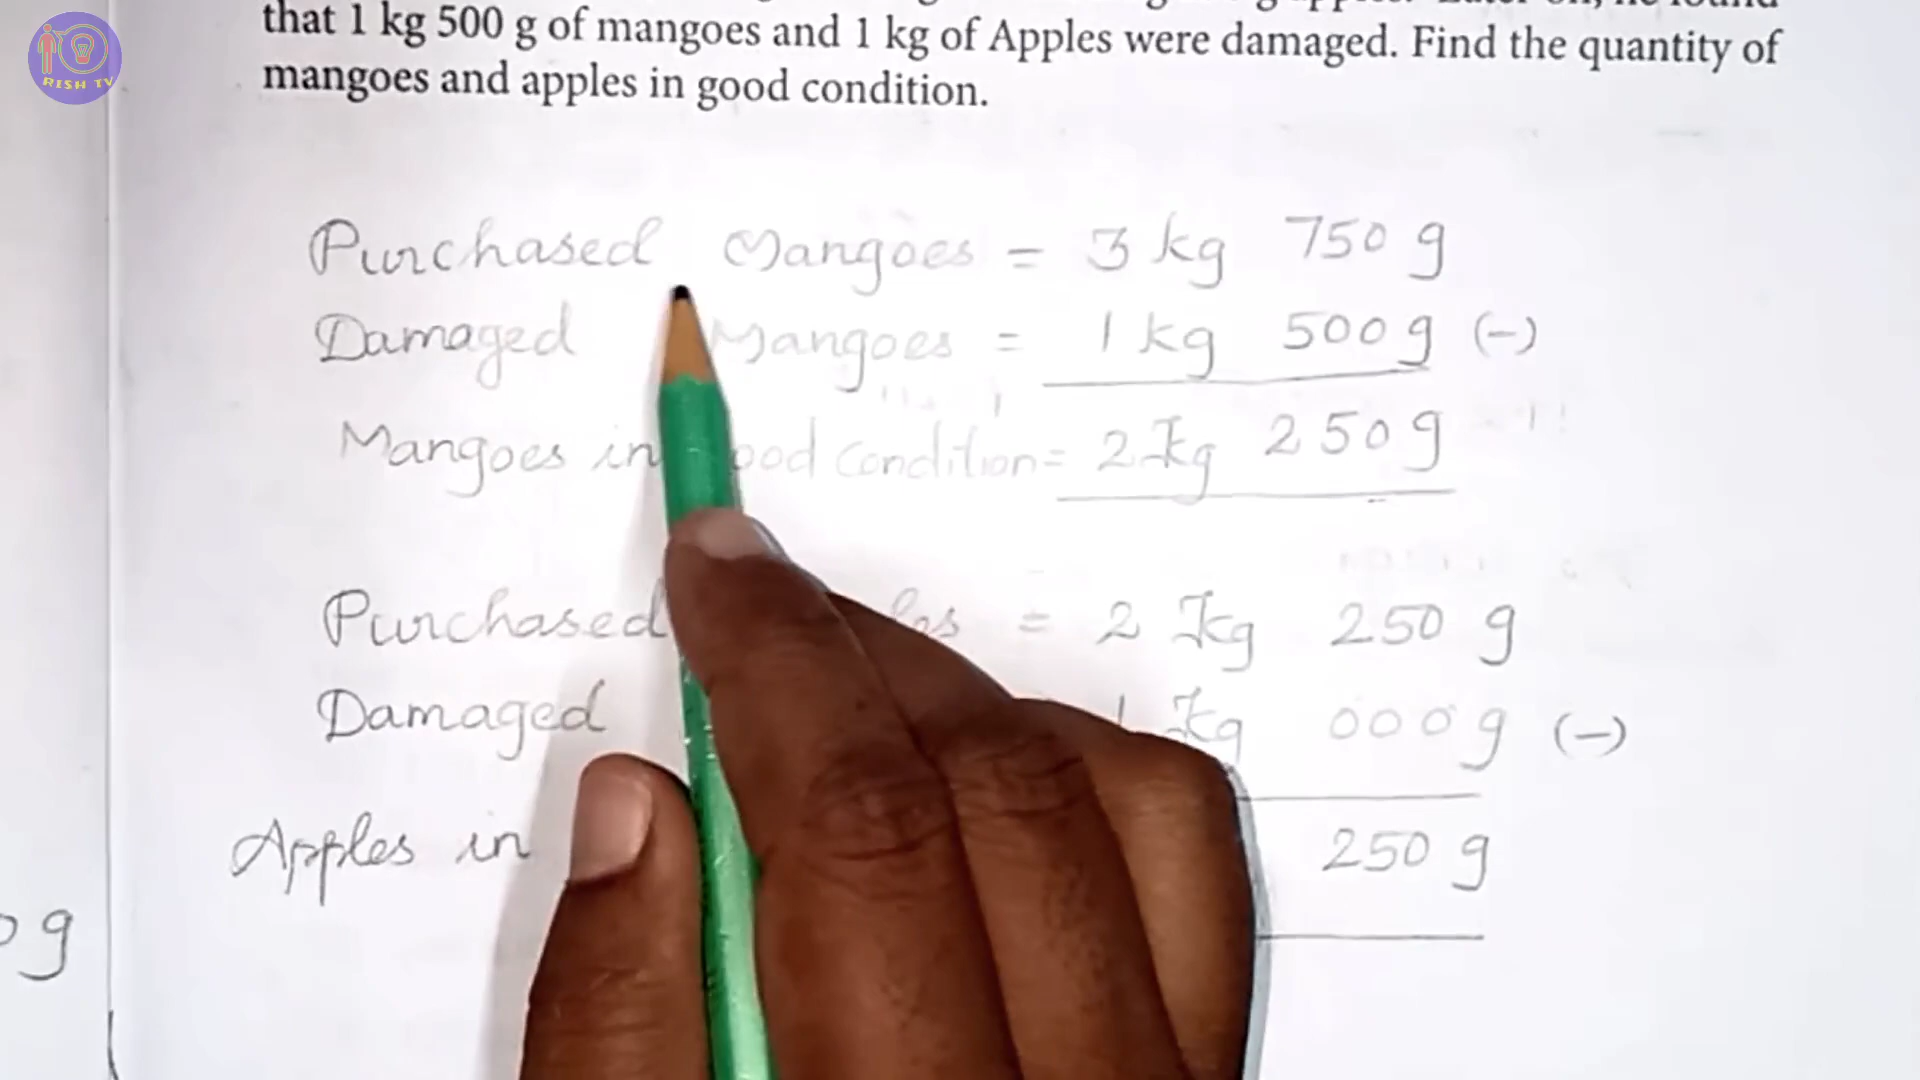 RISH TV
that 1 kg 500 g of mangoes and 1 kg of Apples were damaged. Find the quantity of
mangoes and apples in good condition.
Purchased Mangoes = 3 kg 750 g
Damaged Mangoes = 1 kg 500 g (-)
Mangoes in condition = 2 kg 250 g
Purchased = 2 kg 250 g
Damaged kg 000 g (-)
Apples in 250 g
g